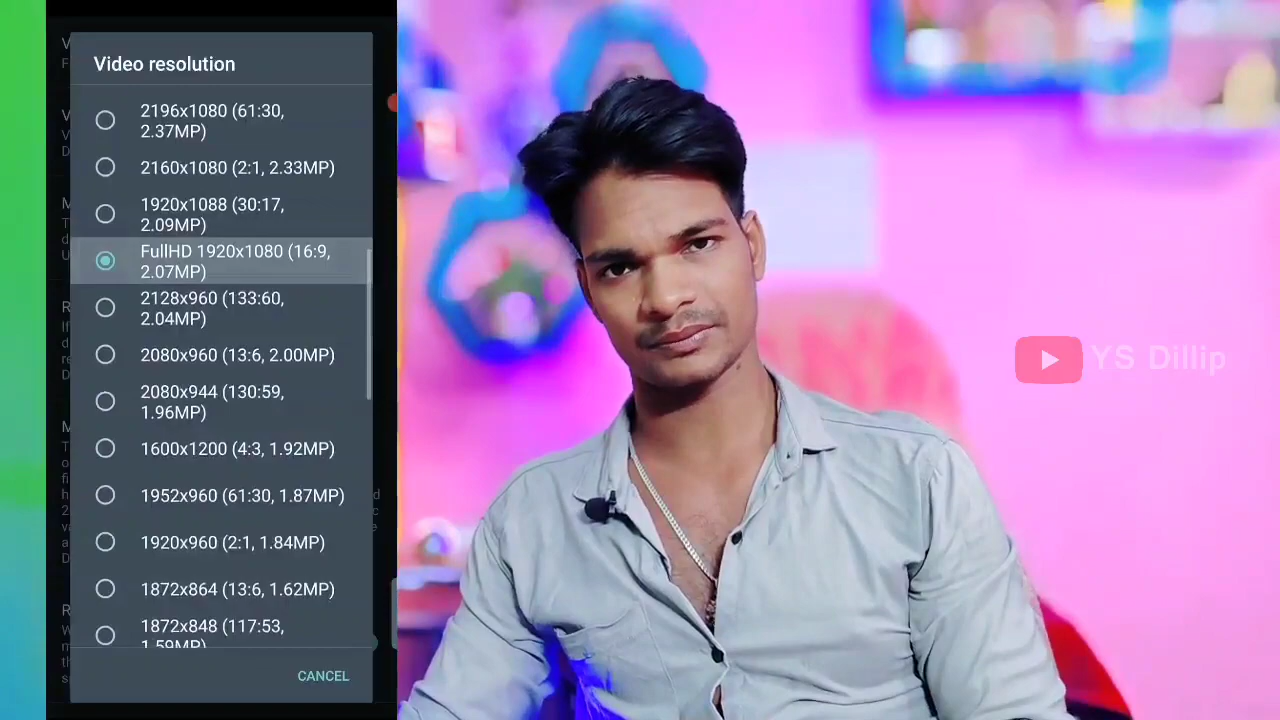 Video resolution
2196x1080 (61:30,
2.37MP)
2160x1080 (2:1, 2.33MP)
1920x1088 (30:17,
2.09MP)
FullHD 1920x1080 (16:9,
2.07MP)
2128x960 (133:60,
2.04MP)
2080x960 (13:6, 2.00MP)
2080x944 (130:59,
1.96MP)
1600x1200 (4:3, 1.92MP)
1952x960 (61:30, 1.87MP)
1920x960 (2:1, 1.84MP)
1872x864 (13:6, 1.62MP)
1872x848 (117:53,
1.59MP)
CANCEL
YS Dillip